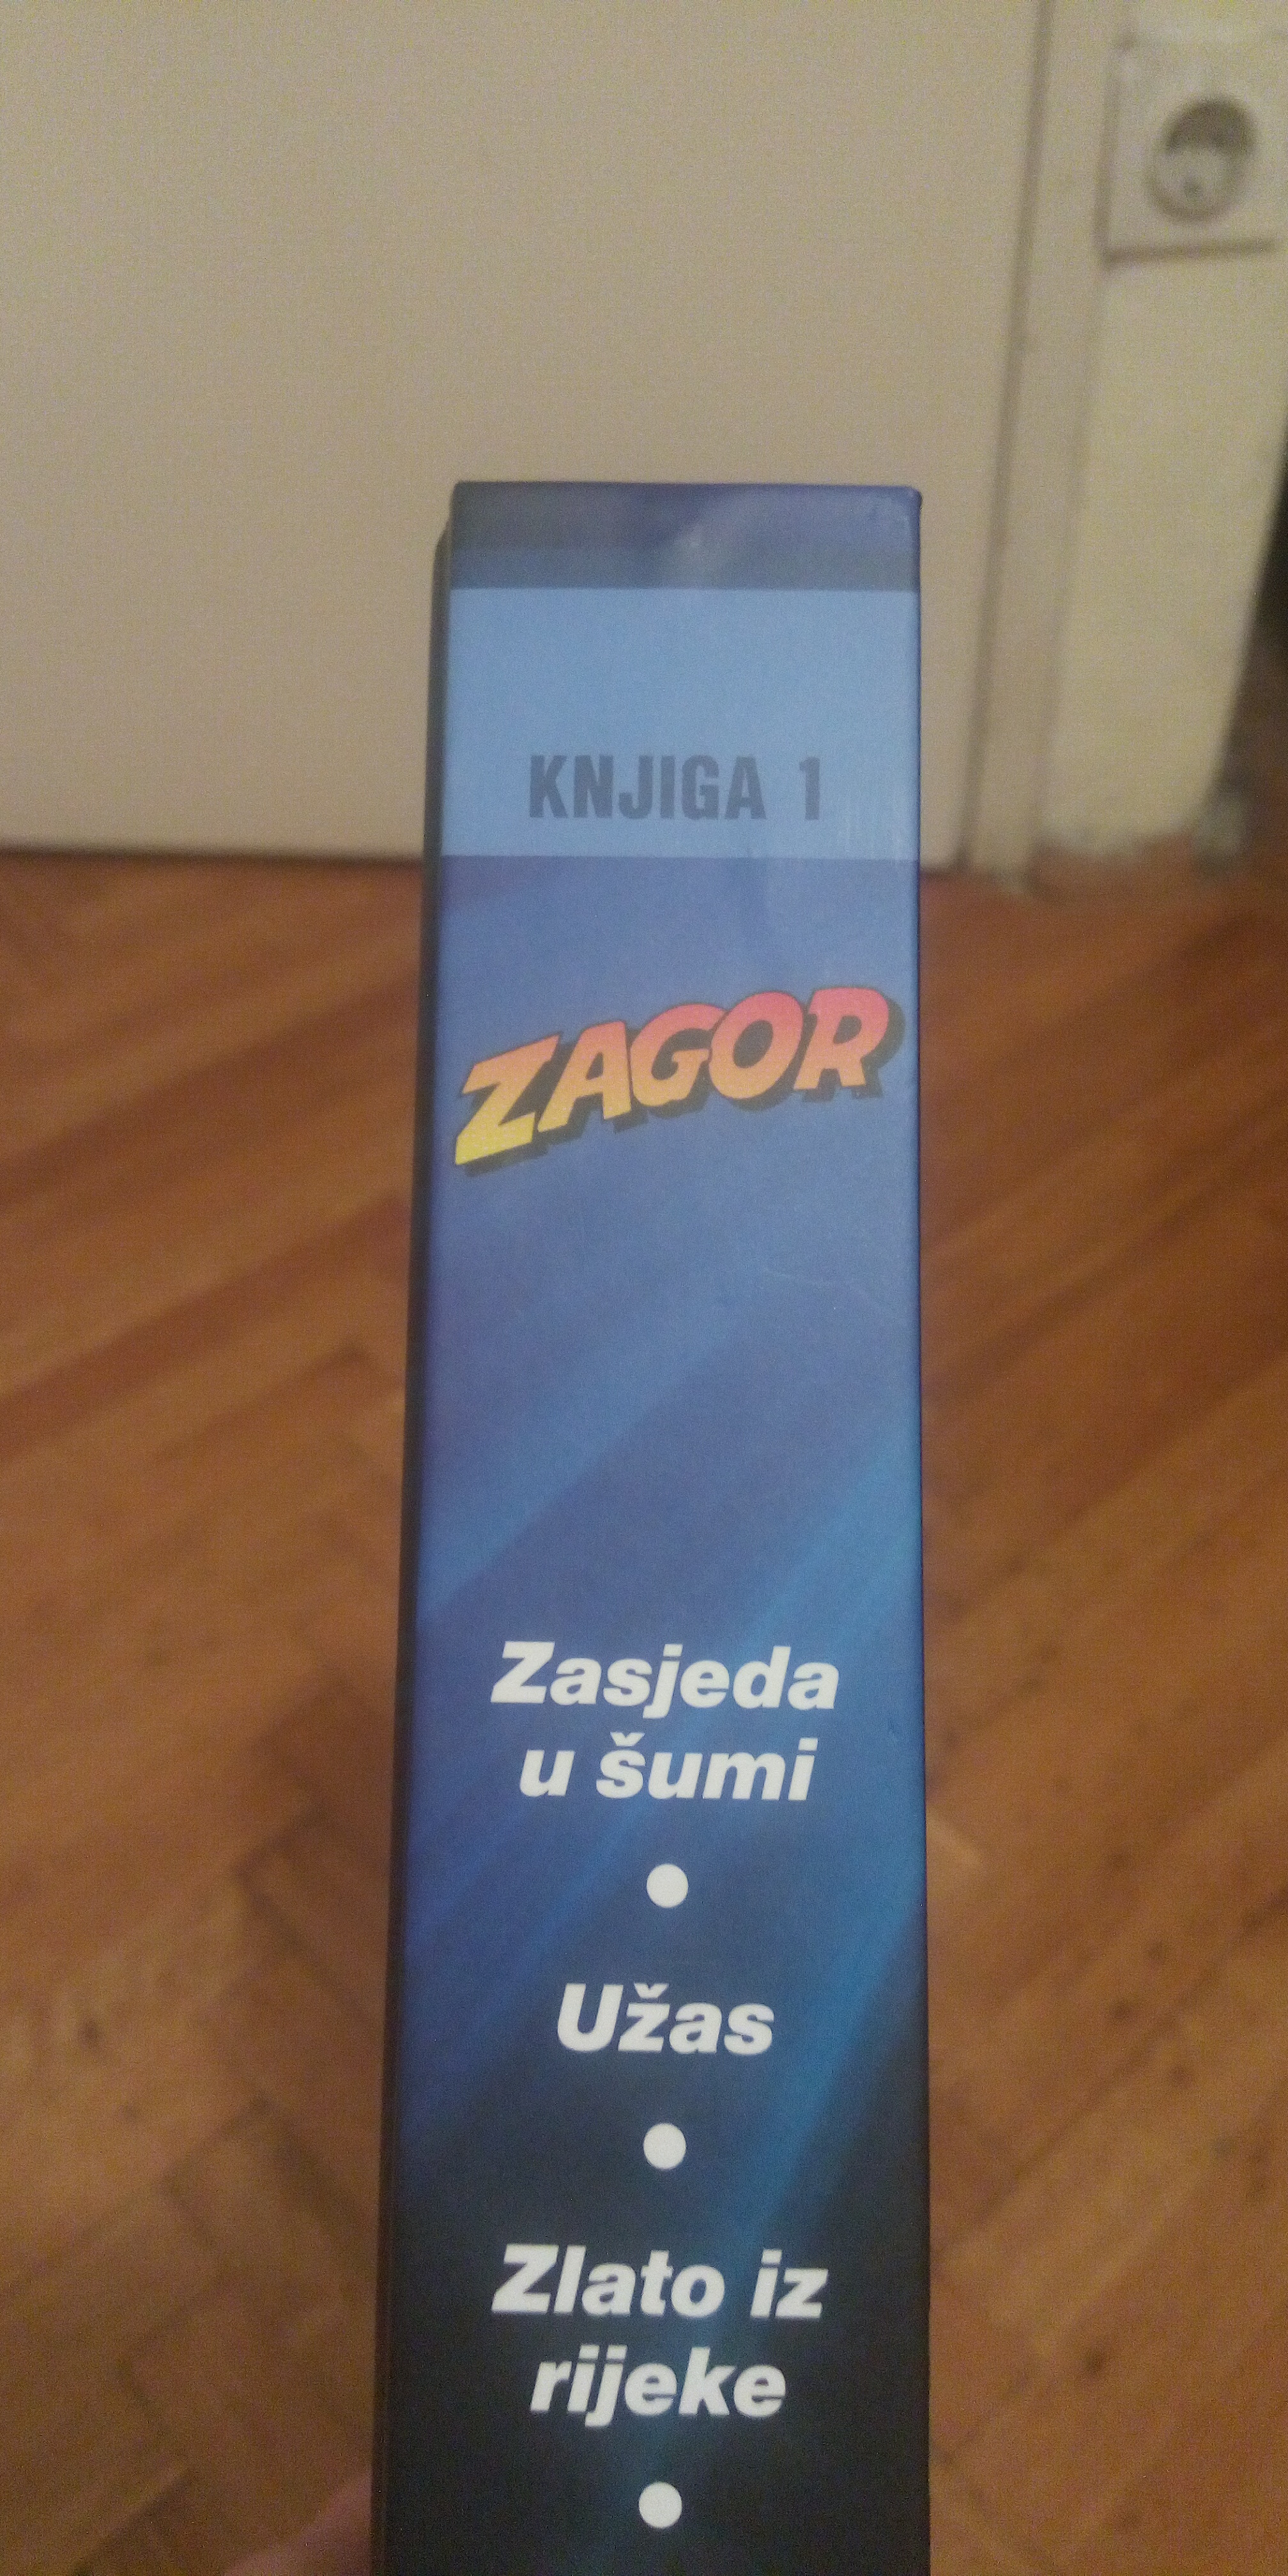 KNJIGA 1
ZAGOR
Zasjeda
u šumi
•
Užas
•
Zlato iz
rijeke
•